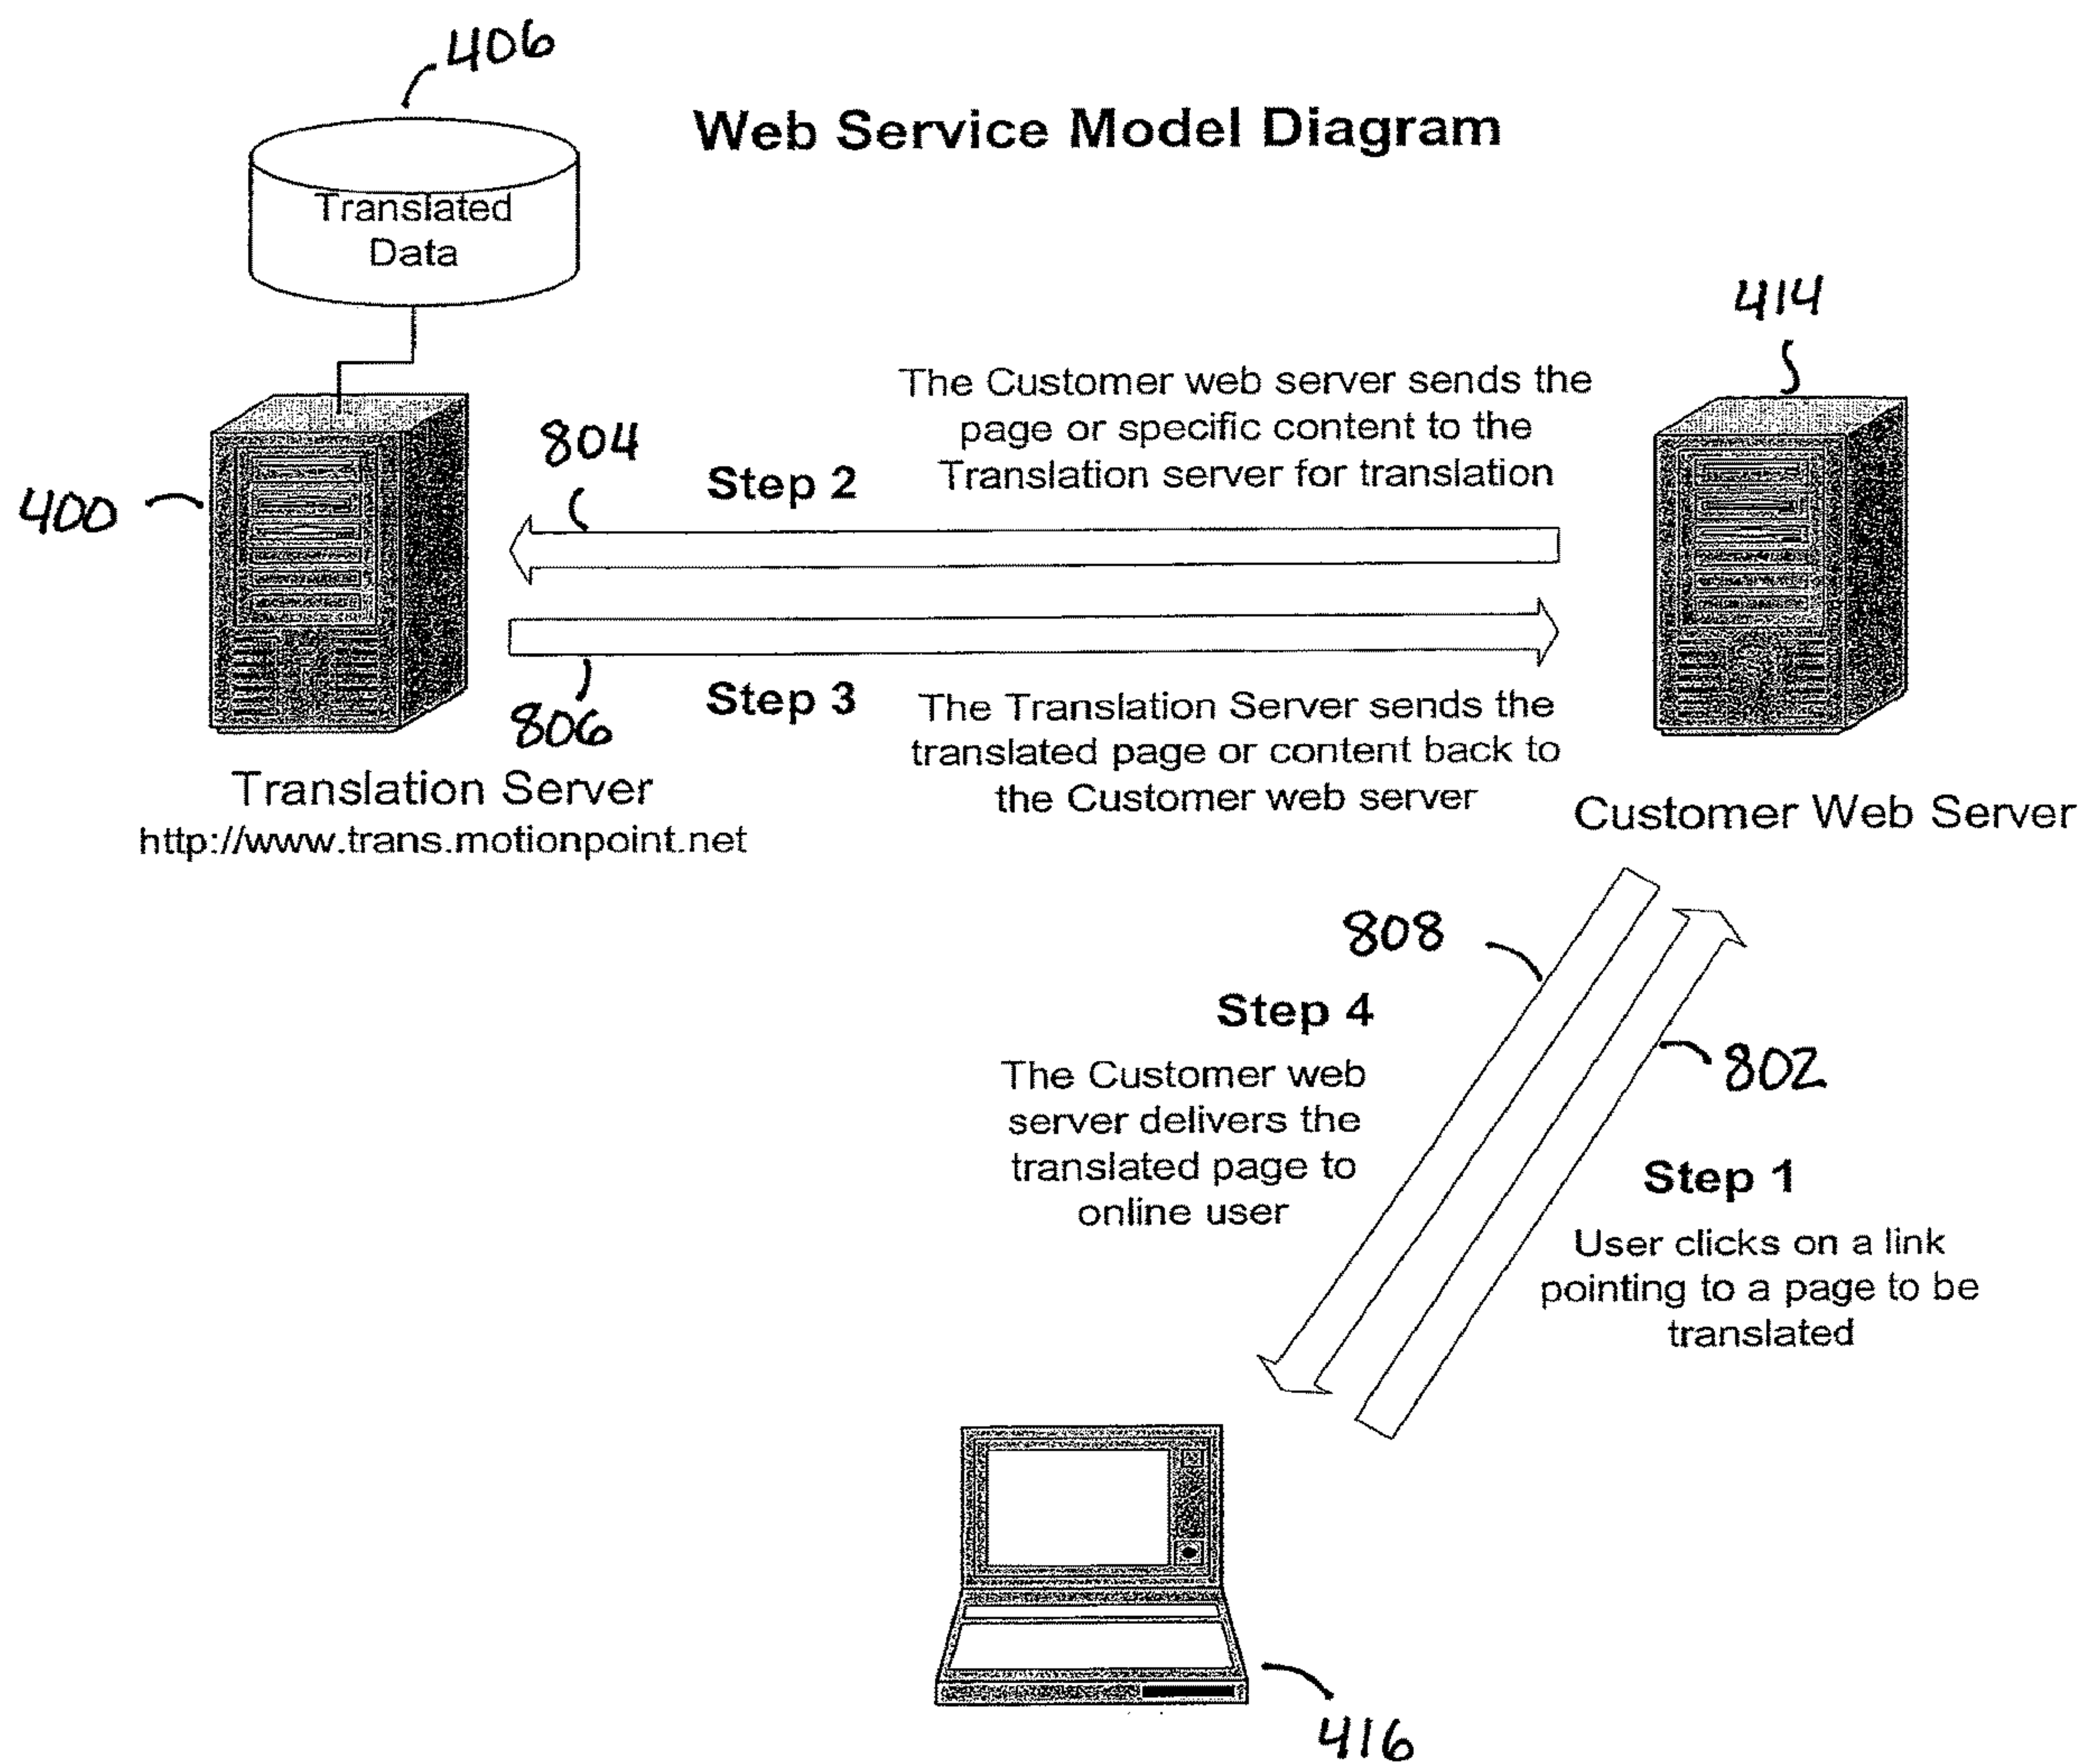 406
Web Service Model Diagram
Translated
Data
414
The Customer web server sends the
page or specific content to the
Translation server for translation
804
Step 2
400
806
Step 3
The Translation Server sends the
translated page or content back to
the Customer web server
Translation Server
http://www.trans.motionpoint.net
Customer Web Server
808
Step 4
The Customer web
server delivers the
translated page to
online user
802
Step 1
User clicks on a link
pointing to a page to be
translated
416